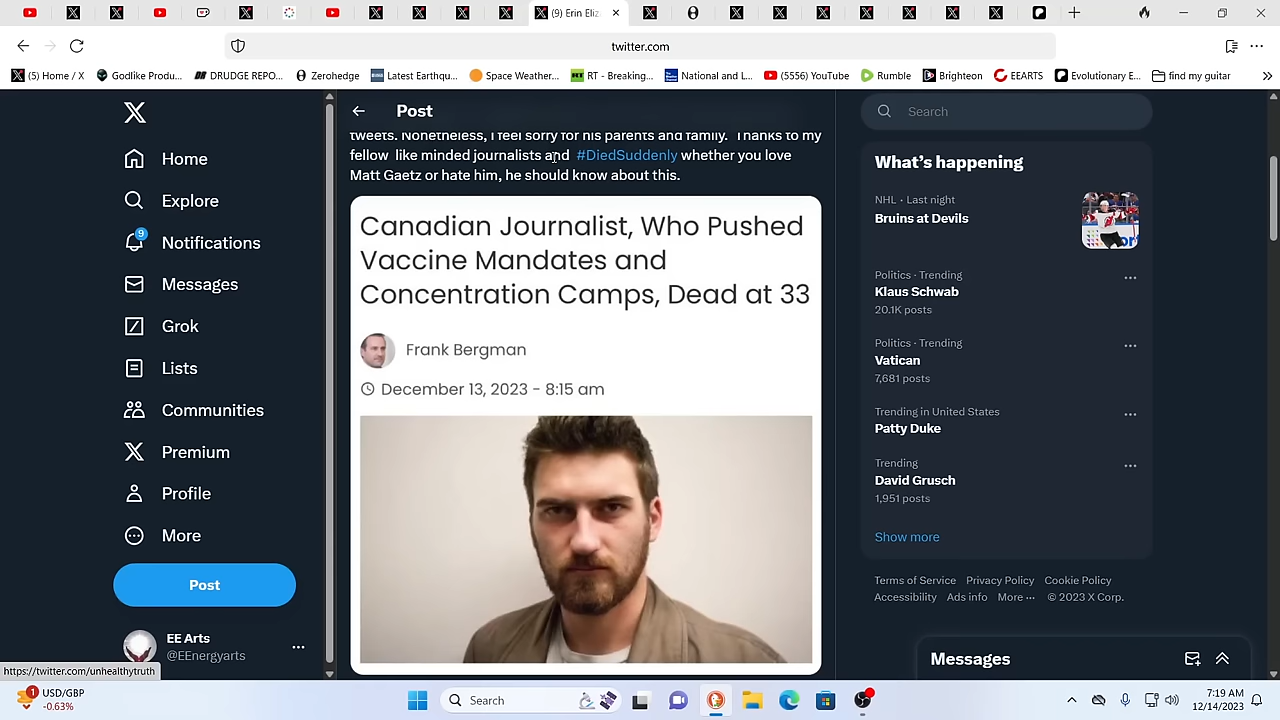 (9) Erin Eliz
twitter.com
(5) Home / X
Godlike Produ...
DRUDGE REPO...
Zerohedge
Latest Earthqu...
Space Weather...
RT - Breaking...
National and L...
(5556) YouTube
Rumble
Brighteon
EEARTS
Evolutionary E...
find my guitar
Post
Search
tweets. Nonetheless, I feel sorry for his parents and family. Thanks to my
fellow like minded journalists and #DiedSuddenly whether you love
Matt Gaetz or hate him, he should know about this.
Canadian Journalist, Who Pushed
Vaccine Mandates and
Concentration Camps, Dead at 33
Frank Bergman
December 13, 2023 - 8:15 am
Home
Explore
9
Notifications
Messages
Grok
Lists
Communities
Premium
Profile
More
Post
EE Arts
@EEnergyarts
https://twitter.com/unhealthytruth
What's happening
NHL · Last night
Bruins at Devils
Politics · Trending
Klaus Schwab
20.1K posts
Politics · Trending
Vatican
7,681 posts
Trending in United States
Patty Duke
Trending
David Grusch
1,951 posts
Show more
Terms of Service Privacy Policy Cookie Policy
Accessibility Ads info More ··· © 2023 X Corp.
Messages
1
USD/GBP
-0.63%
Search
7:19 AM
12/14/2023